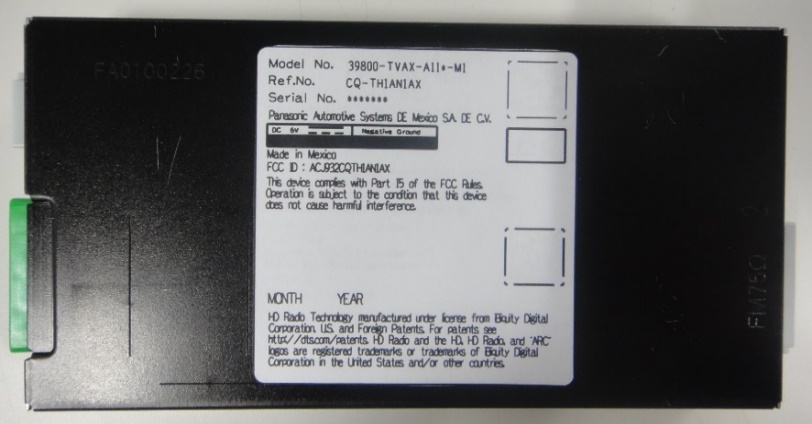 FA0100226
Model No. 39800-TVAX-A11*-M1
Ref.No. CQ-TH1AN1AX
Serial No. *******
Panasonic Automotive Systems DE Mexico S.A. DE C.V.
DC 6V Negative Ground
Made in Mexico
FCC ID : ACJ932CQTH1AN1AX
This device complies with Part 15 of the FCC Rules.
Operation is subject to the condition that this device
does not cause harmful interference.
MONTH YEAR
HD Radio Technology manufactured under license from iBiquity Digital
Corporation. U.S. and Foreign Patents. For patents see
http://dts.com/patents. HD Radio and the HD, HD Radio, and "ARC"
logos are registered trademarks or trademarks of iBiquity Digital
Corporation in the United States and/or other countries.